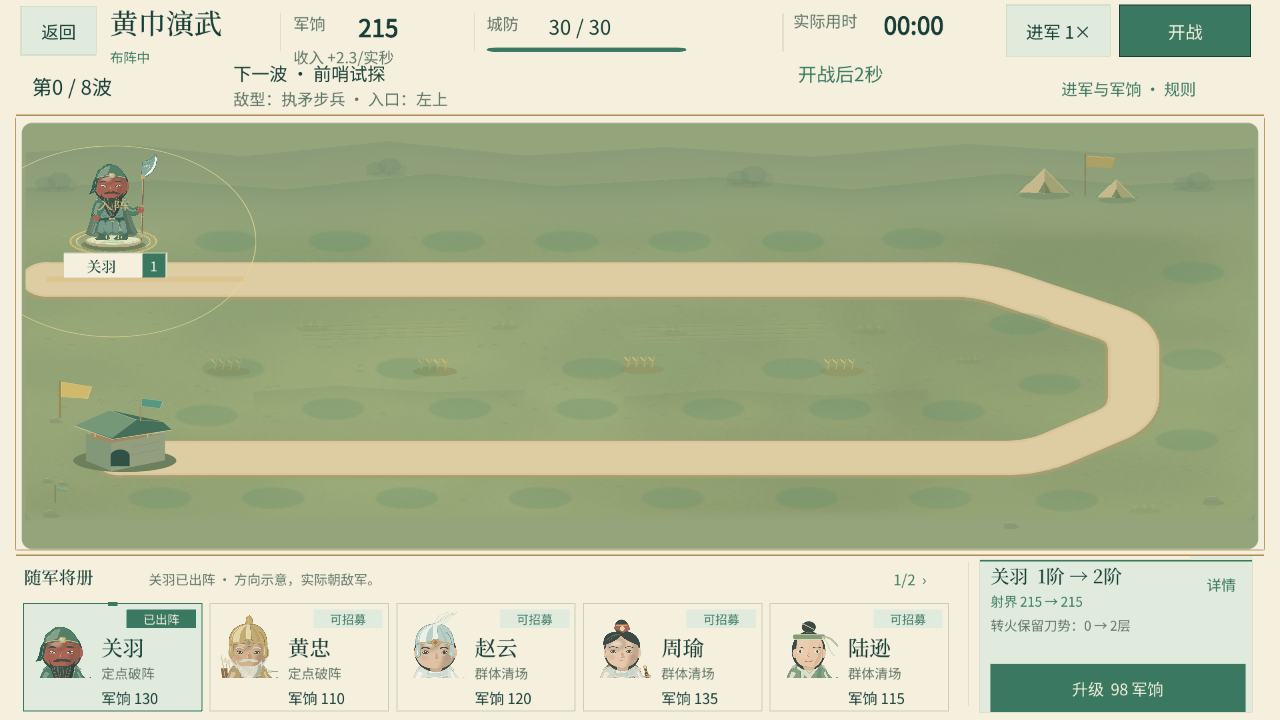 返回
黄巾演武
布阵中
军饷 215
收入 +2.3/实秒
城防 30 / 30
实际用时 00:00
进军 1×
开战
第0 / 8波
下一波 · 前哨试探
敌型：执矛步兵 · 入口：左上
开战后2秒
进军与军饷 · 规则
入阵
关羽 1
随军将册
关羽已出阵 · 方向示意，实际朝敌军。
1/2 ›
已出阵
关羽
定点破阵
军饷 130
可招募
黄忠
定点破阵
军饷 110
可招募
赵云
群体清场
军饷 120
可招募
周瑜
群体清场
军饷 135
可招募
陆逊
群体清场
军饷 115
关羽 1阶 → 2阶
详情
射界 215 → 215
转火保留刀势：0 → 2层
升级 98 军饷